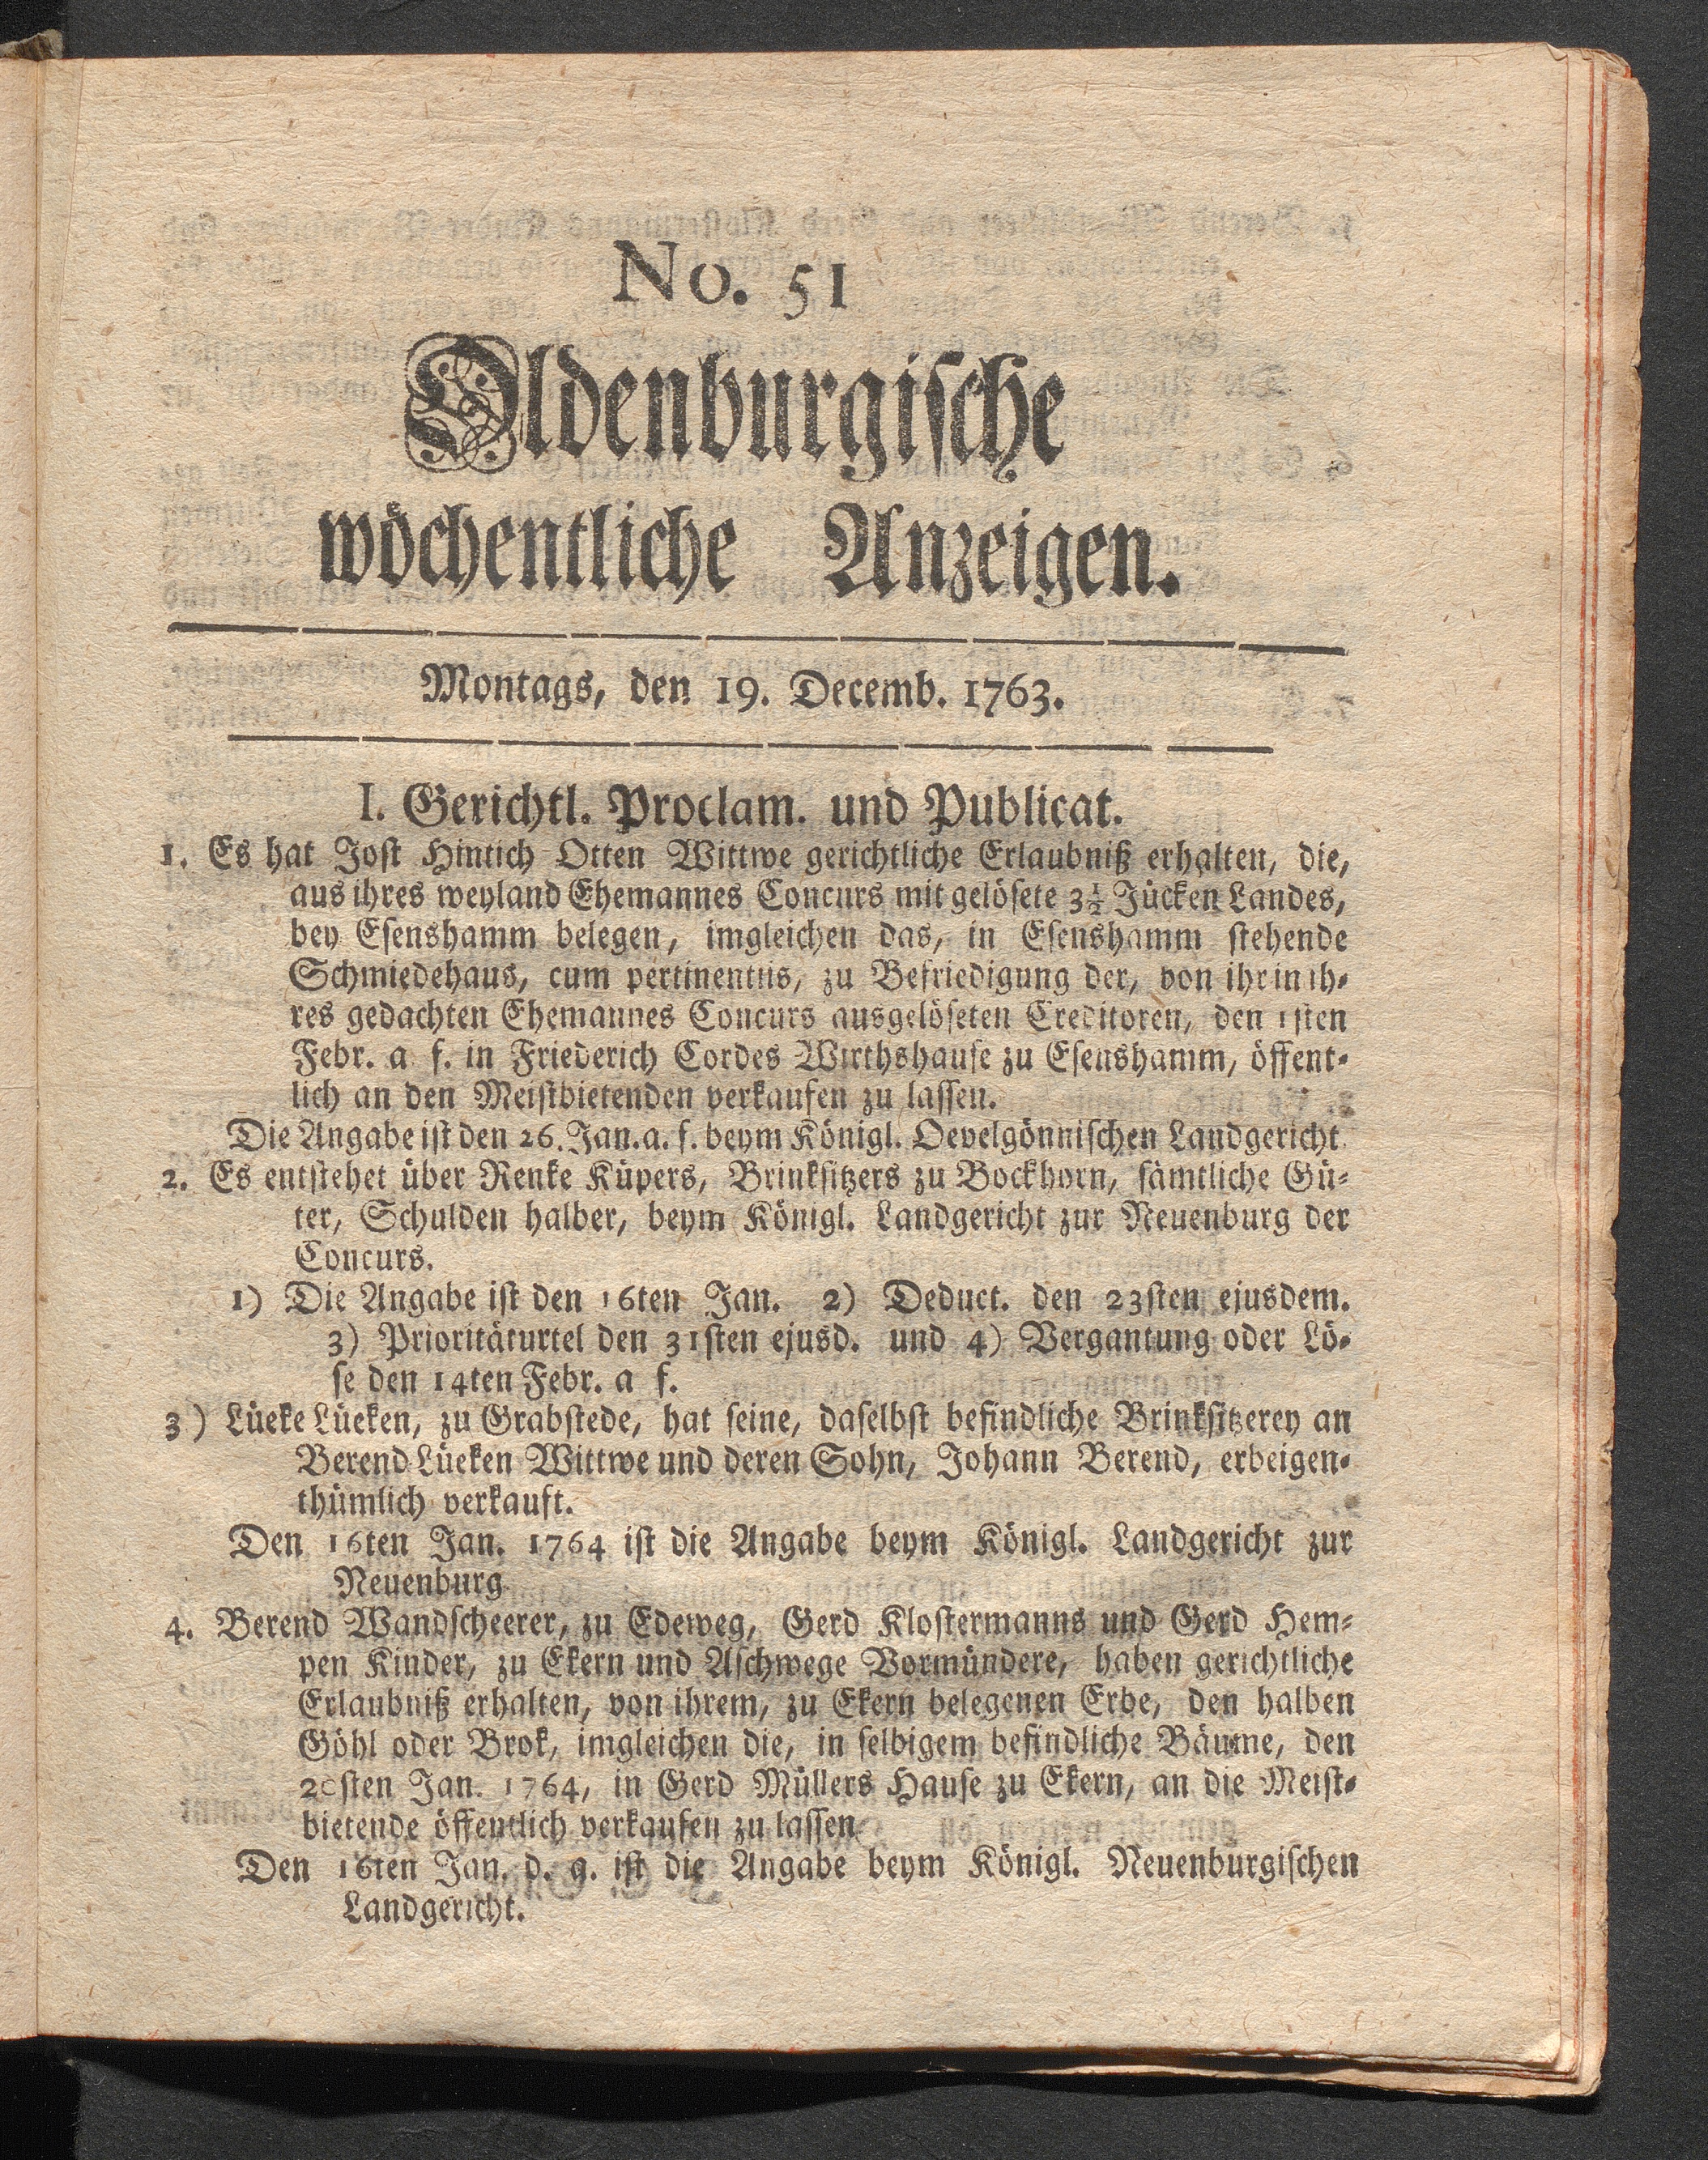 No. 51
Oldenburgische
wöchentliche Anzeigen.
Montags, den 19. Decemb. 1763.
I. Gerichtl. Proclam. und Publicat.
1. Es hat Jost Hinrich Otten Wittwe gerichtliche Erlaubniß erhalten, die,
aus ihres weyland Ehemannes Concurs mit gelösete 3½ Jücken Landes,
bey Esenshamm belegen, imgleichen das, in Esenshamm stehende
Schmiedehaus, cum pertinentiis, zu Befriedigung der, von ihr in ih-
res gedachten Ehemannes Concurs ausgelöseten Creditoren, den 1sten
Febr. a f. in Friederich Cordes Wirthshause zu Esenshamm, öffent-
lich an den Meistbietenden verkaufen zu lassen.
Die Angabe ist den 26. Jan. a. f. beym Königl. Oevelgönnischen Landgericht
2. Es entstehet über Renke Küpers, Brinksitzers zu Bockhorn, sämtliche Gü-
ter, Schulden halber, beym Königl. Landgericht zur Neuenburg der
Concurs.
1) Die Angabe ist den 16ten Jan. 2) Deduct. den 23sten ejusdem.
3) Prioritäturtel den 31sten ejusd. und 4) Vergantung oder Lö-
se den 14ten Febr. a f.
3) Lüeke Lüeken, zu Grabstede, hat seine, daselbst befindliche Brinksitzerey an
Berend Lüeken Wittwe und deren Sohn, Johann Berend, erbeigen-
thümlich verkauft.
Den 16ten Jan. 1764 ist die Angabe beym Königl. Landgericht zur
Neuenburg
4. Berend Wandscheerer, zu Edeweg, Gerd Klostermanns und Gerd Hem-
pen Kinder, zu Ekern und Aschwege Vormündere, haben gerichtliche
Erlaubniß erhalten, von ihrem, zu Ekern belegenen Erbe, den halben
Göhl oder Brok, imgleichen die, in selbigem befindliche Bäume, den
20sten Jan. 1764, in Gerd Müllers Hause zu Ekern, an die Meist-
bietende öffentlich verkaufen zu lassen
Den 16ten Jan. d. a. ist die Angabe beym Königl. Neuenburgischen
Landgericht.